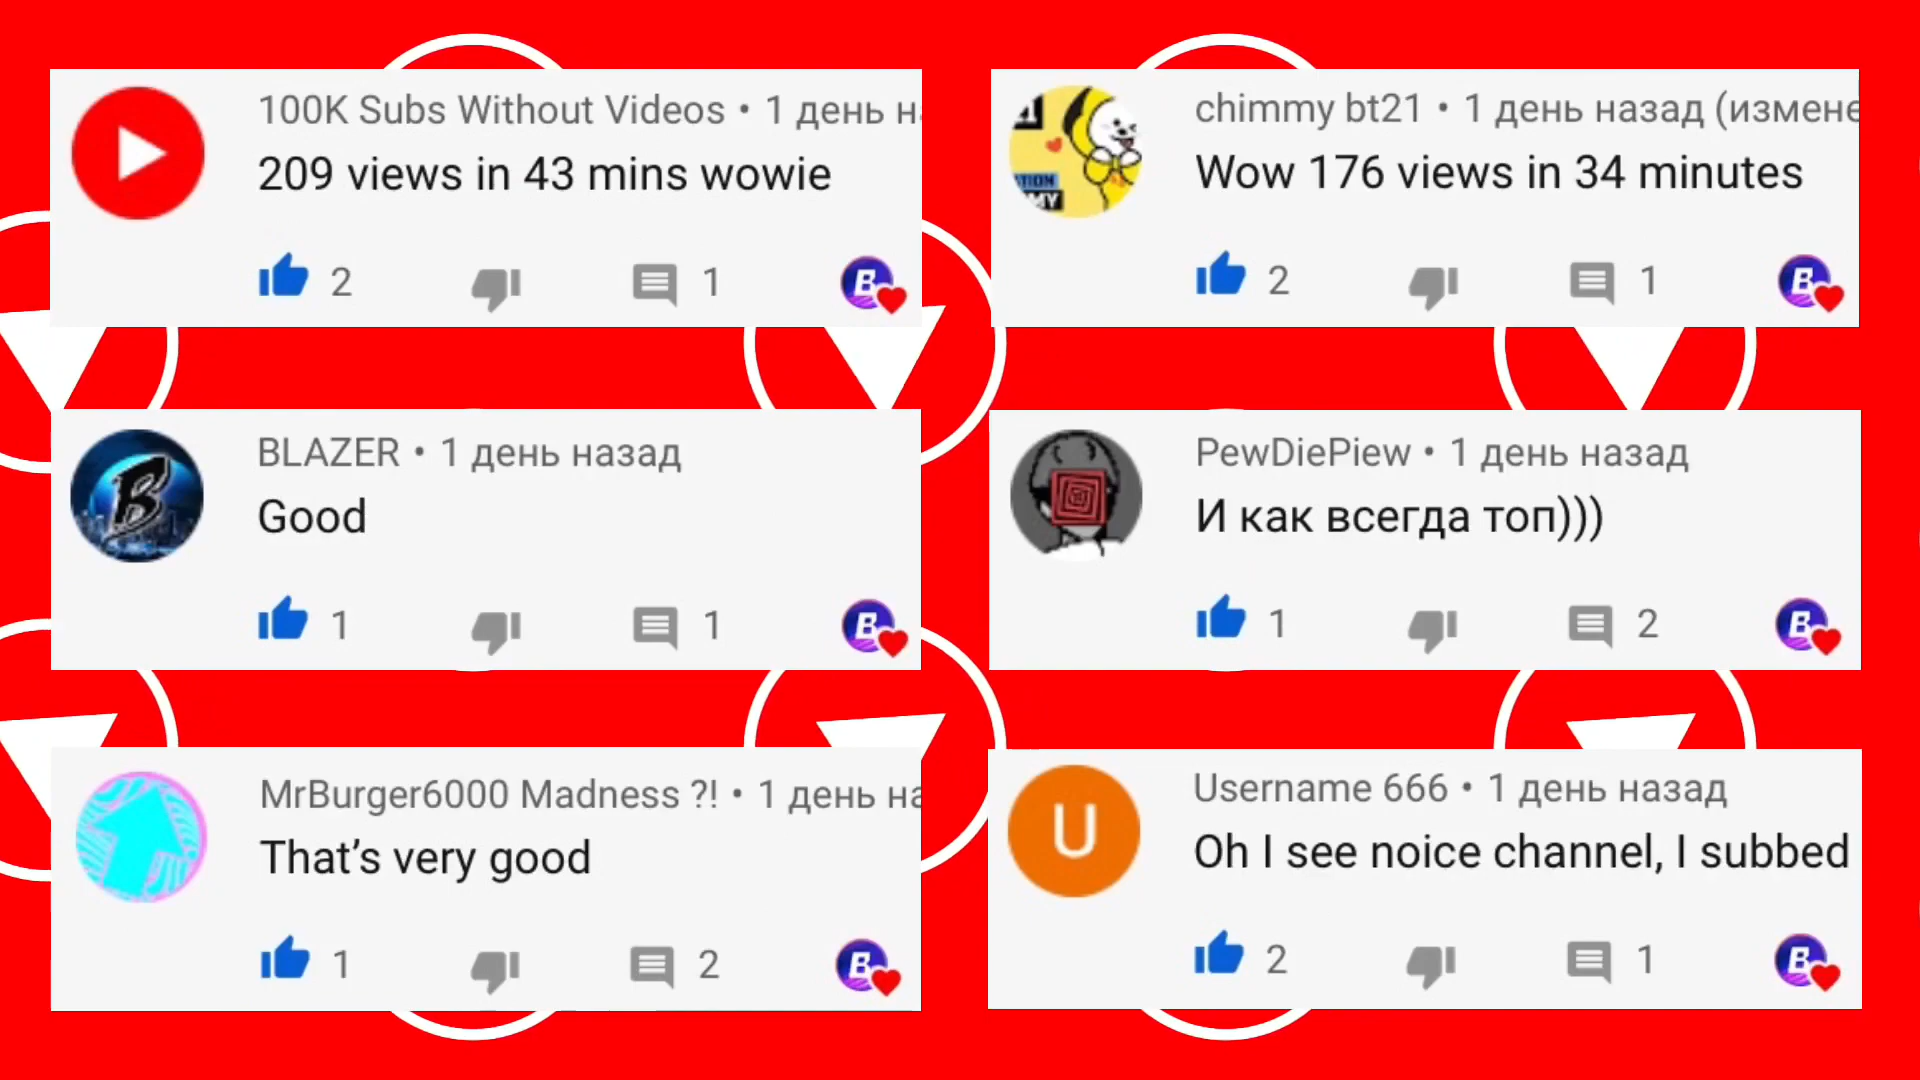 100K Subs Without Videos • 1 день н
209 views in 43 mins wowie
2
1
B
chimmy bt21 • 1 день назад (измене
Wow 176 views in 34 minutes
2
1
B
BLAZER • 1 день назад
B
Good
1
1
B
PewDiePiew • 1 день назад
И как всегда топ)))
1
2
B
MrBurger6000 Madness ?! • 1 день на
That's very good
1
2
B
Username 666 • 1 день назад
U
Oh I see noice channel, I subbed
2
1
B